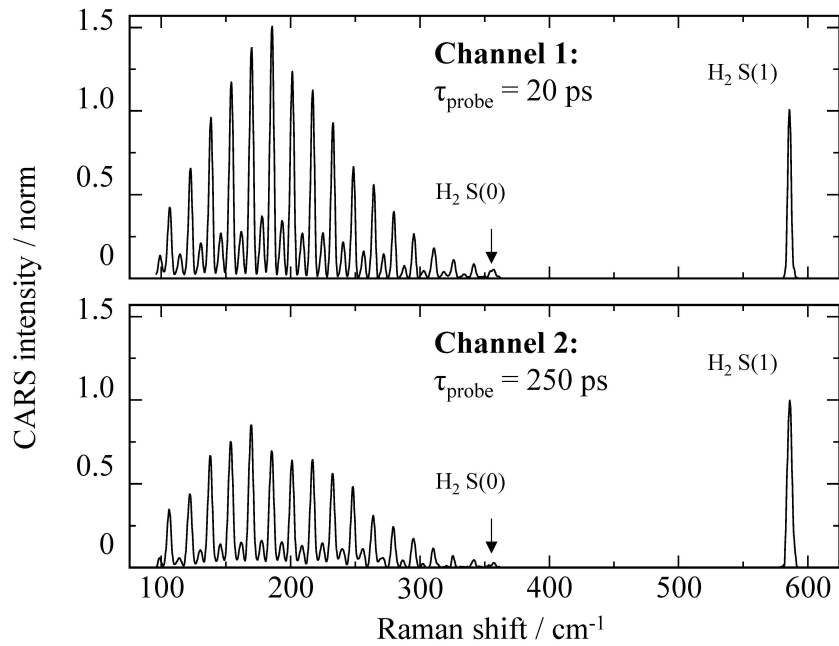 CARS intensity / norm
1.5
1.0
0.5
0
Channel 1:
τprobe = 20 ps
H₂ S(0)
H₂ S(1)
1.5
1.0
0.5
0
Channel 2:
τprobe = 250 ps
H₂ S(0)
H₂ S(1)
100 200 300 400 500 600
Raman shift / cm⁻¹